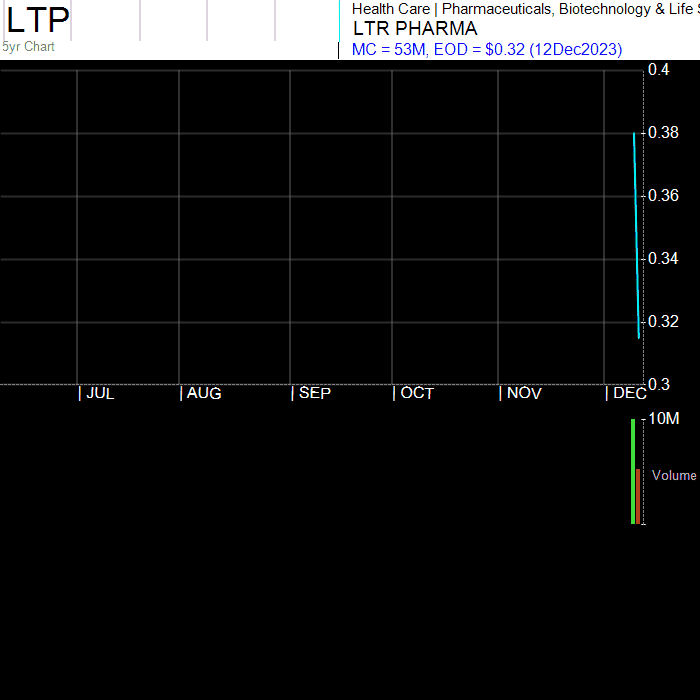 LTP
5yr Chart
Health Care | Pharmaceuticals, Biotechnology & Life
LTR PHARMA
MC = 53M, EOD = $0.32 (12Dec2023)
0.4
0.38
0.36
0.34
0.32
0.3
JUL
AUG
SEP
OCT
NOV
DEC
10M
Volume